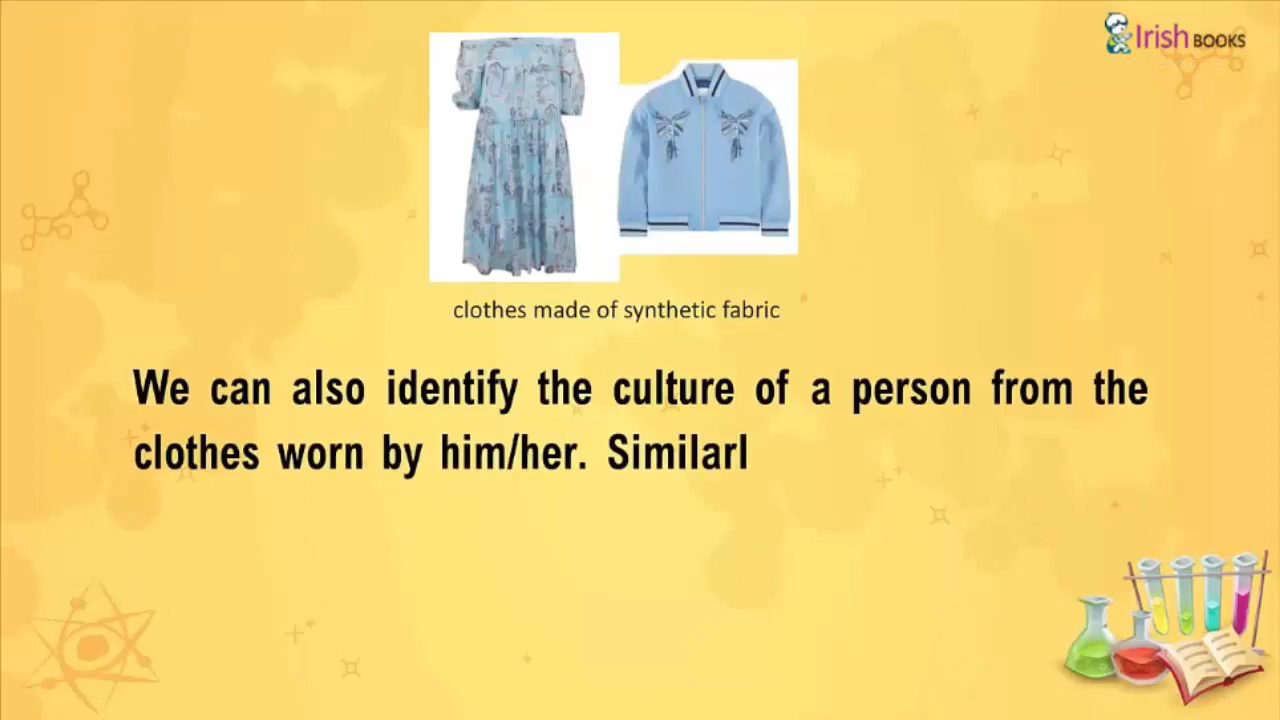 Irish BOOKS
clothes made of synthetic fabric
We can also identify the culture of a person from the
clothes worn by him/her. Similarl